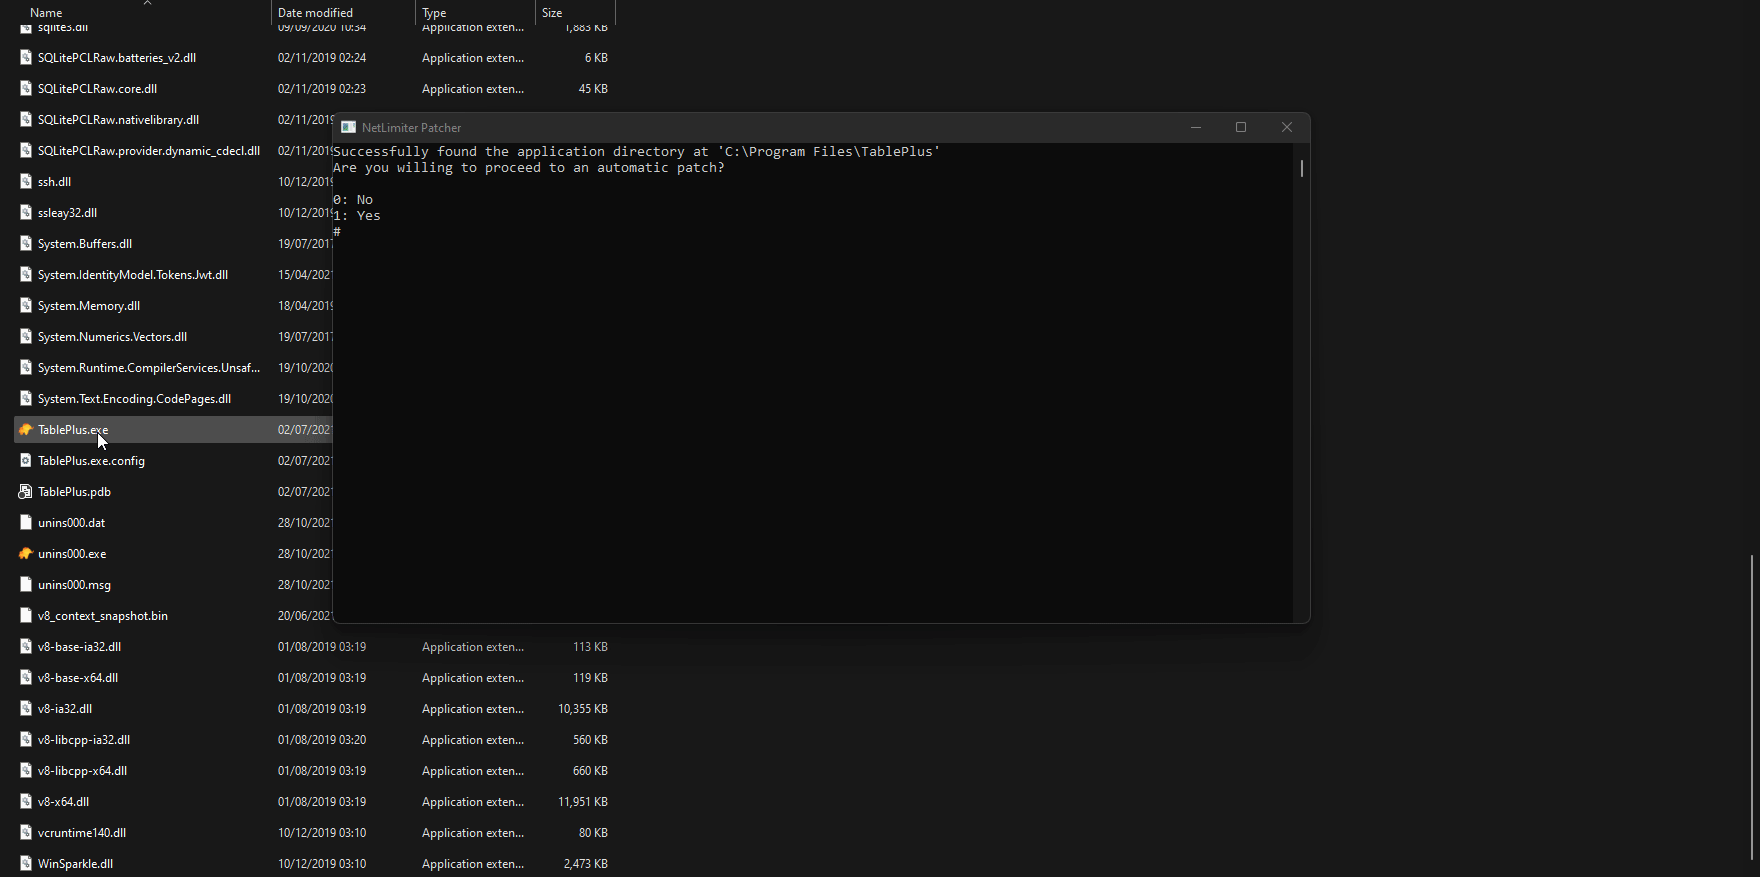 Name Date modified Type Size
sqlite3.dll 09/09/2020 10:34 Application exten... 1,883 KB
SQLitePCLRaw.batteries_v2.dll 02/11/2019 02:24 Application exten... 6 KB
SQLitePCLRaw.core.dll 02/11/2019 02:23 Application exten... 45 KB
SQLitePCLRaw.nativelibrary.dll 02/11/2019
SQLitePCLRaw.provider.dynamic_cdecl.dll 02/11/2019
ssh.dll 10/12/2019
ssleay32.dll 10/12/2019
System.Buffers.dll 19/07/2017
System.IdentityModel.Tokens.Jwt.dll 15/04/2021
System.Memory.dll 18/04/2019
System.Numerics.Vectors.dll 19/07/2017
System.Runtime.CompilerServices.Unsaf... 19/10/2020
System.Text.Encoding.CodePages.dll 19/10/2020
TablePlus.exe 02/07/2021
TablePlus.exe.config 02/07/2021
TablePlus.pdb 02/07/2021
unins000.dat 28/10/2021
unins000.exe 28/10/2021
unins000.msg 28/10/2021
v8_context_snapshot.bin 20/06/2021
v8-base-ia32.dll 01/08/2019 03:19 Application exten... 113 KB
v8-base-x64.dll 01/08/2019 03:19 Application exten... 119 KB
v8-ia32.dll 01/08/2019 03:19 Application exten... 10,355 KB
v8-libcpp-ia32.dll 01/08/2019 03:20 Application exten... 560 KB
v8-libcpp-x64.dll 01/08/2019 03:19 Application exten... 660 KB
v8-x64.dll 01/08/2019 03:19 Application exten... 11,951 KB
vcruntime140.dll 10/12/2019 03:10 Application exten... 80 KB
WinSparkle.dll 10/12/2019 03:10 Application exten... 2,473 KB
NetLimiter Patcher
Successfully found the application directory at 'C:\Program Files\TablePlus'
Are you willing to proceed to an automatic patch?
0: No
1: Yes
#